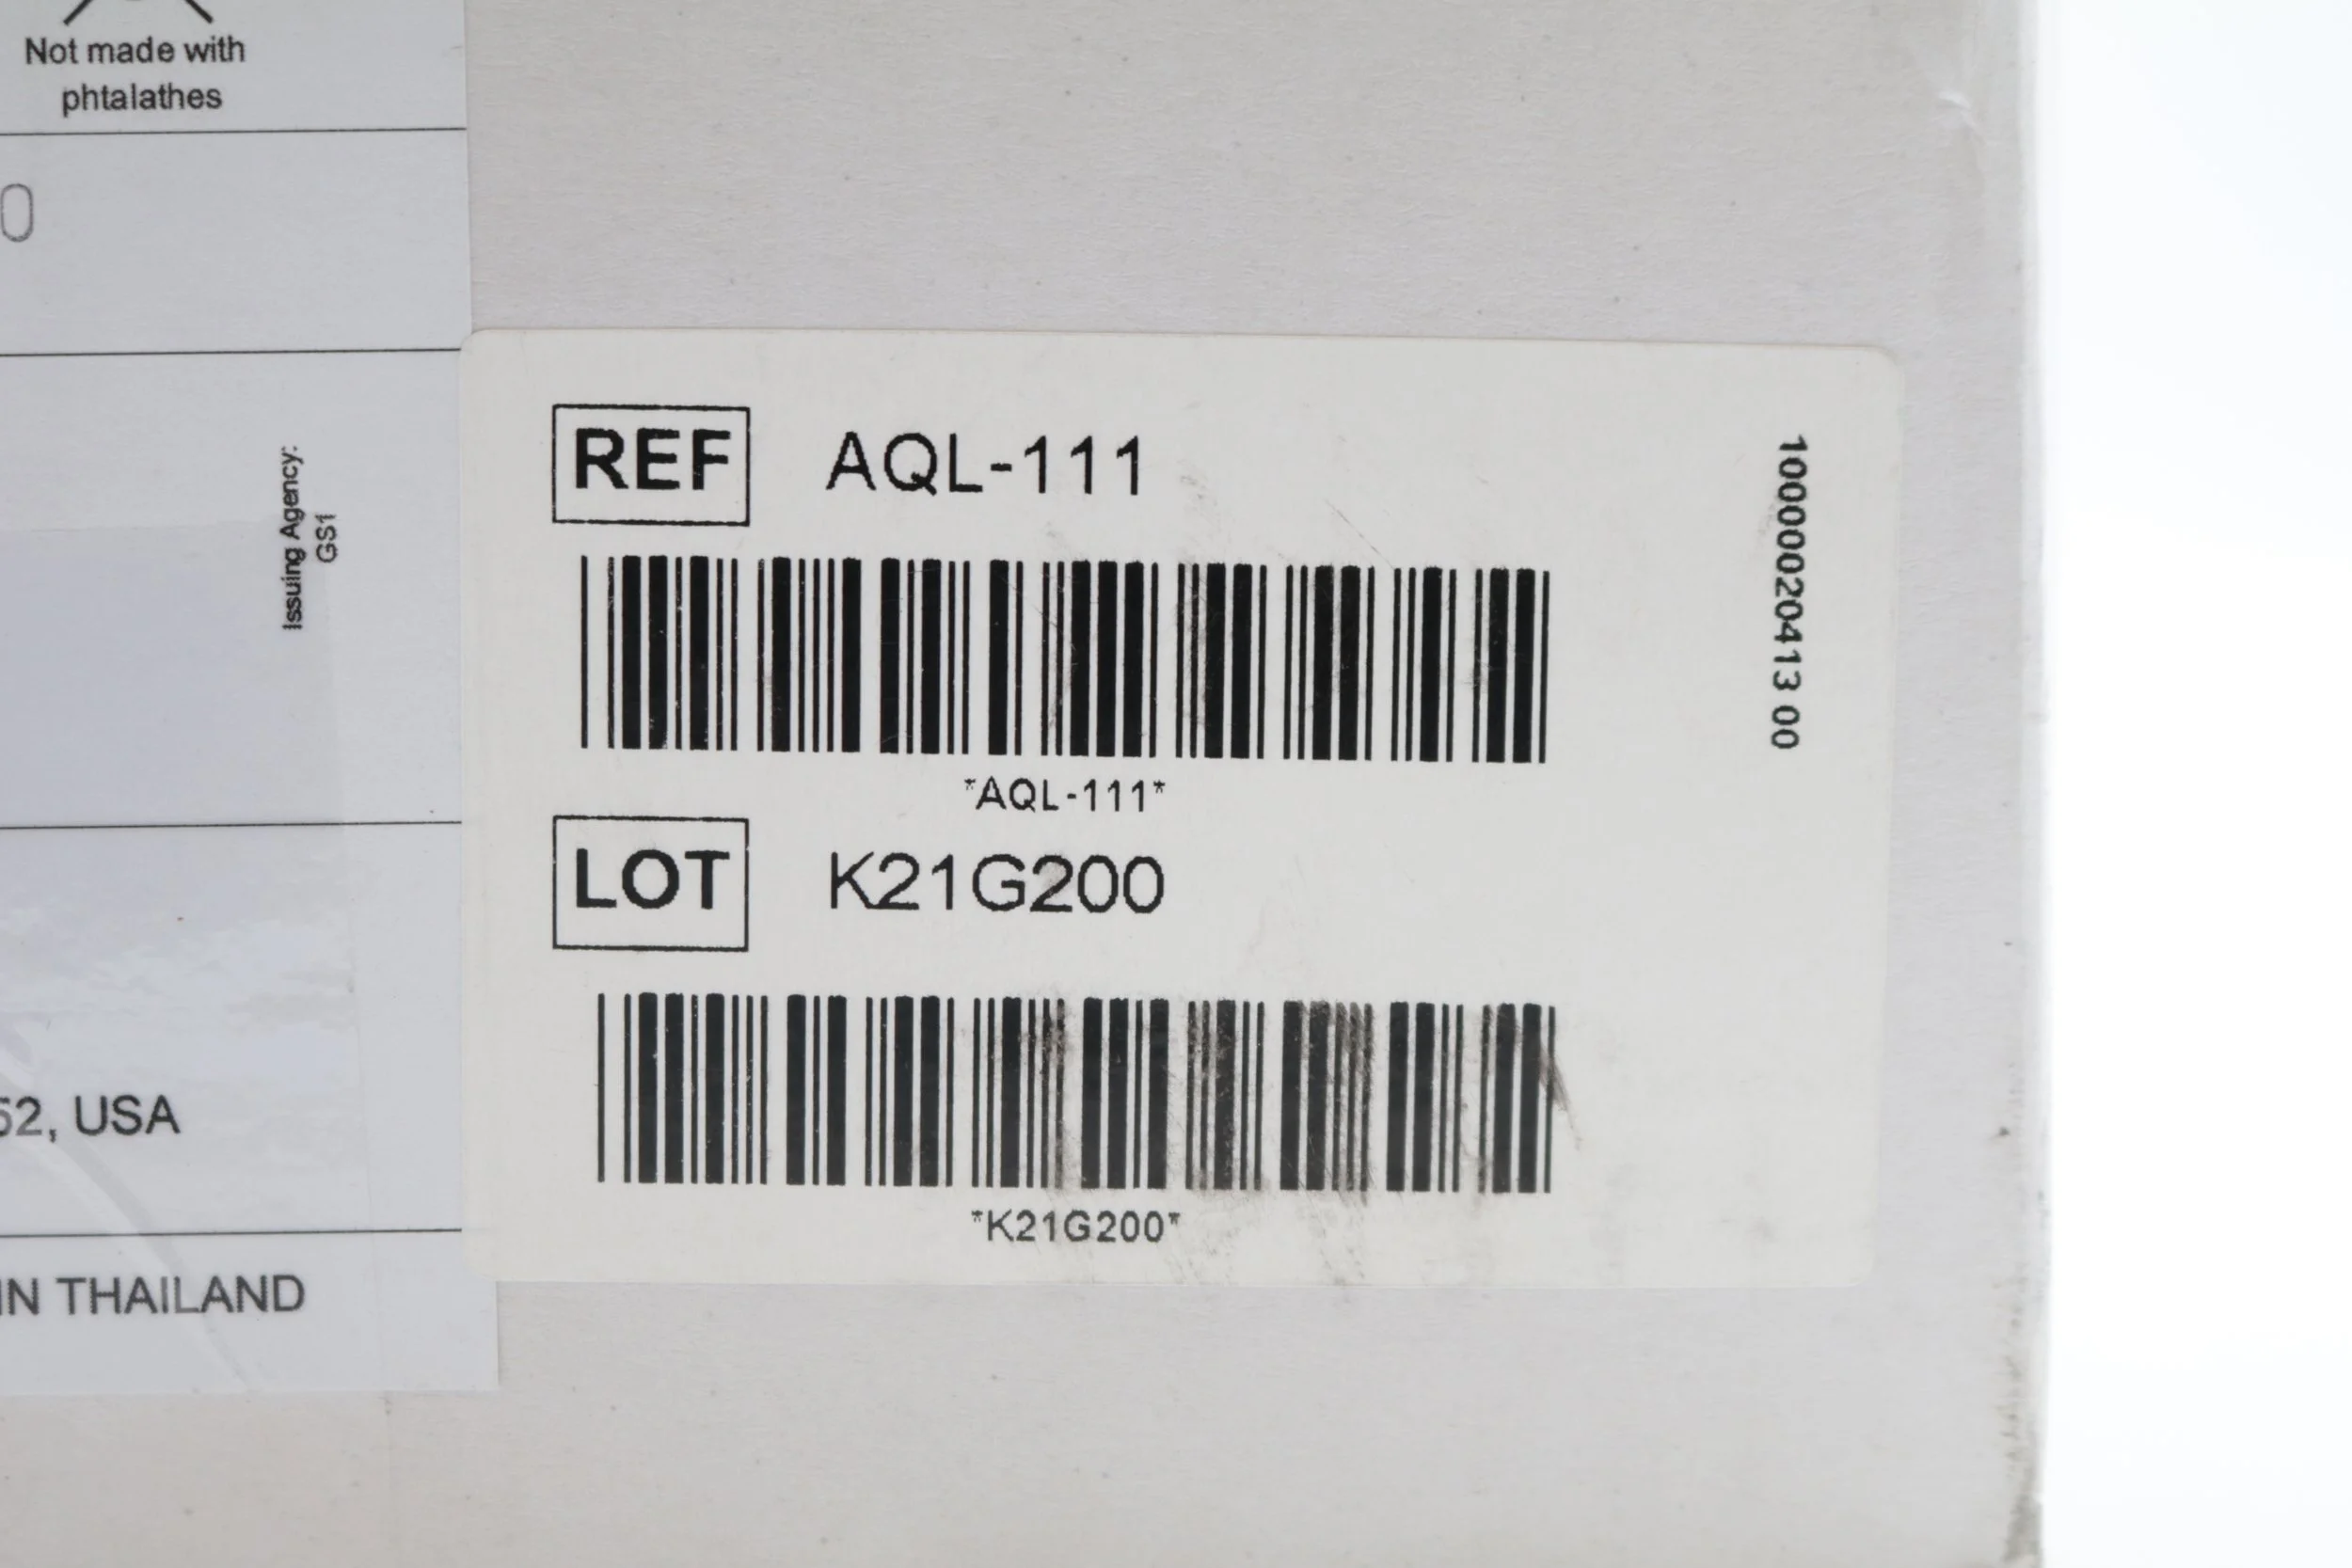 Not made with
phtalathes
0
Issuing Agency:
GS1
52, USA
IN THAILAND
REF AQL-111
*AQL-111*
LOT K21G200
*K21G200*
1000020413 00